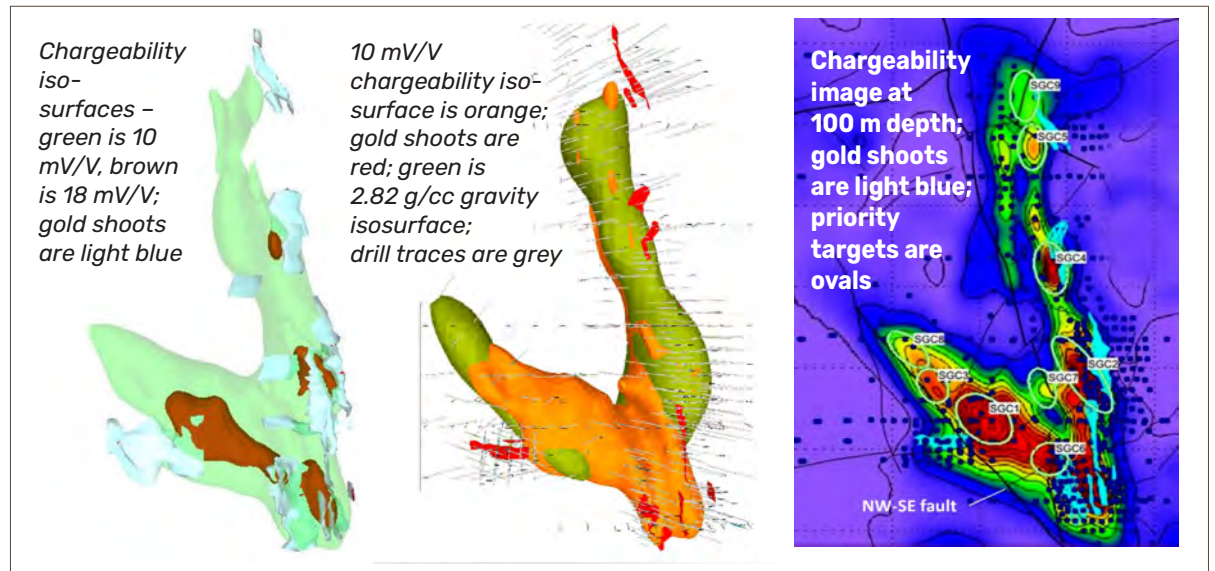 Chargeability
iso-
surfaces –
green is 10
mV/V, brown
is 18 mV/V;
gold shoots
are light blue
10 mV/V
chargeability iso-
surface is orange;
gold shoots are
red; green is
2.82 g/cc gravity
isosurface;
drill traces are grey
Chargeability
image at
100 m depth;
gold shoots
are light blue;
priority
targets are
ovals
SGC9
SGC5
SGC4
SGC8
SGC3
SGC7
SGC2
SGC1
SGC6
NW-SE fault